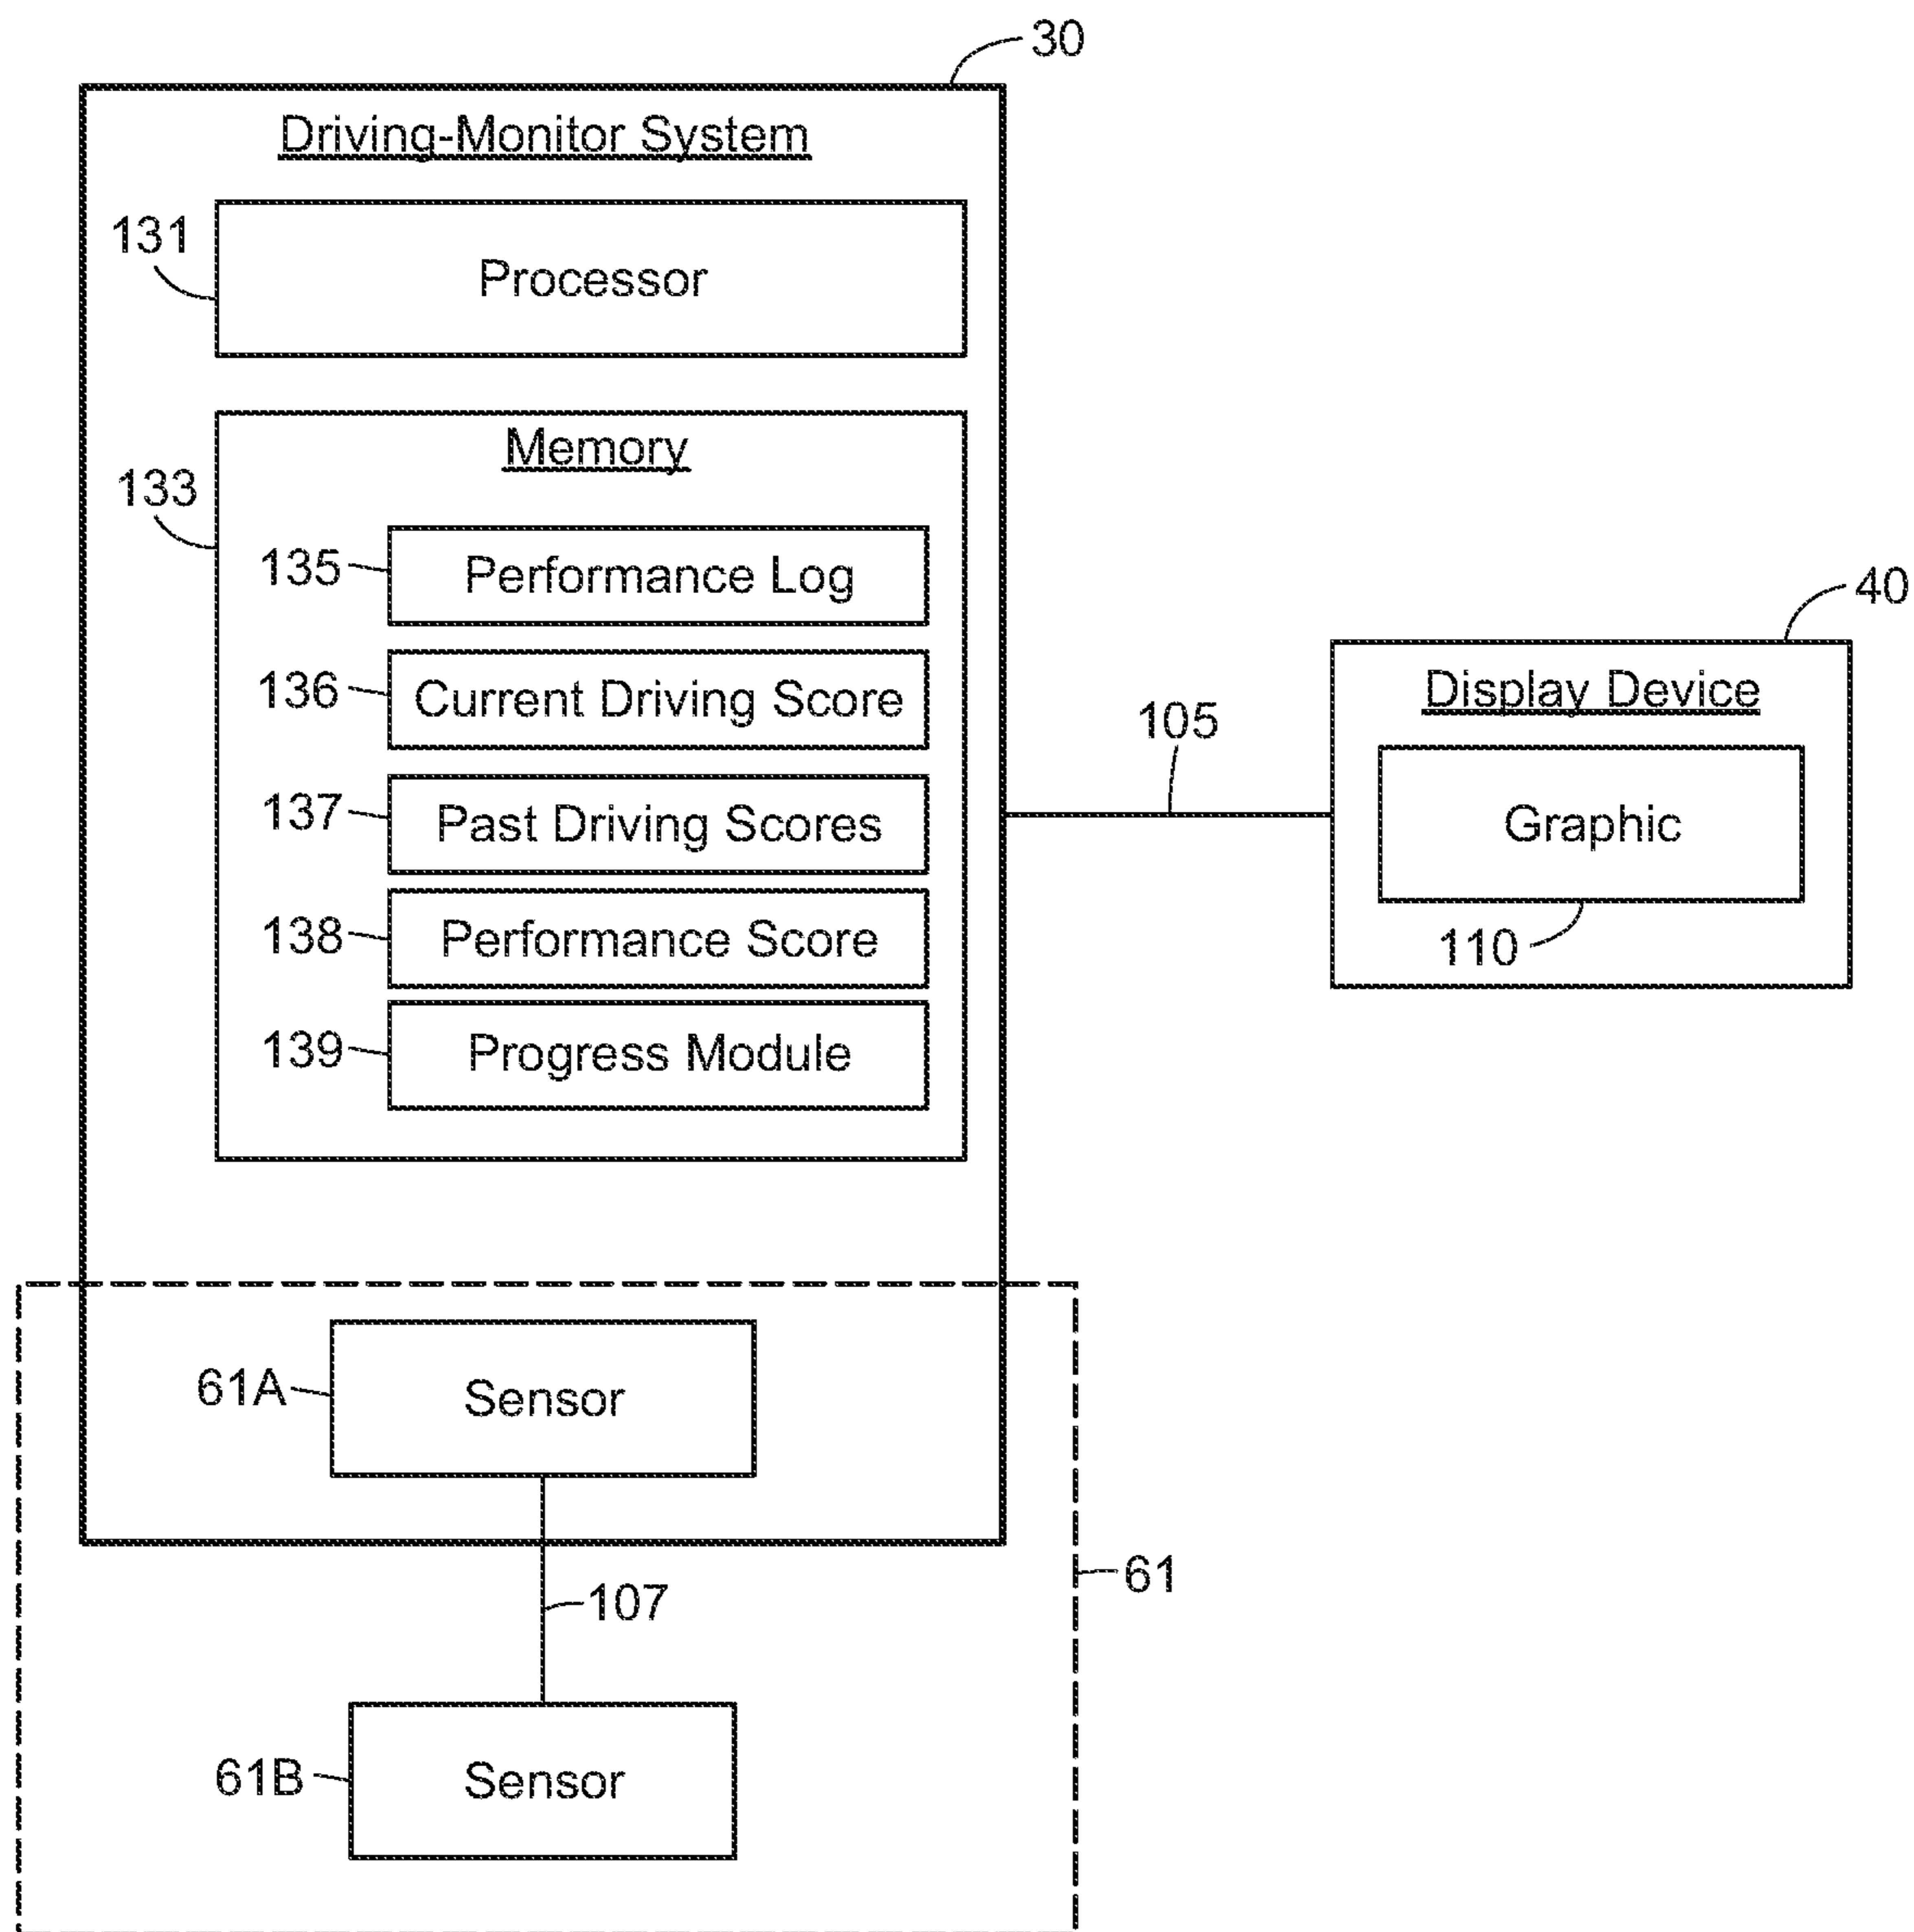 30
Driving-Monitor System
131
Processor
Memory
133
135
Performance Log
136
Current Driving Score
137
Past Driving Scores
138
Performance Score
139
Progress Module
105
40
Display Device
Graphic
110
61A
Sensor
61
107
61B
Sensor